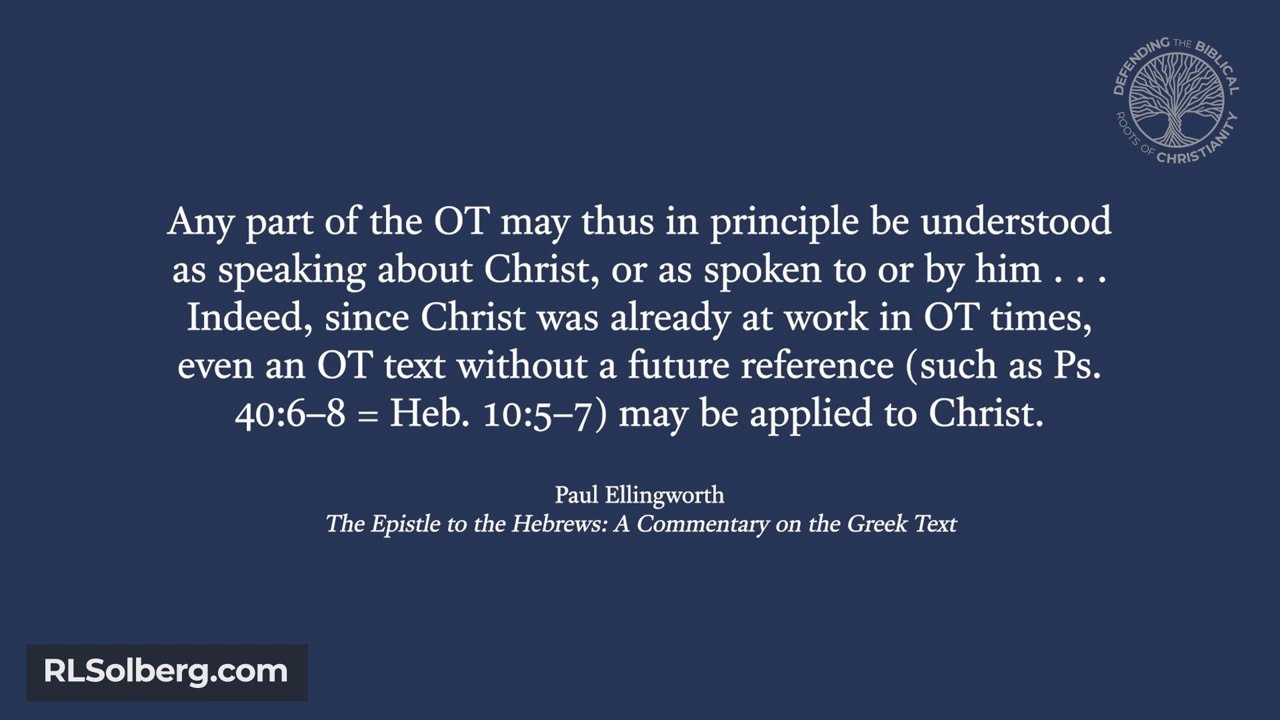 DEFENDING THE BIBLICAL
ROOTS OF CHRISTIANITY
Any part of the OT may thus in principle be understood
as speaking about Christ, or as spoken to or by him . . .
Indeed, since Christ was already at work in OT times,
even an OT text without a future reference (such as Ps.
40:6–8 = Heb. 10:5–7) may be applied to Christ.
Paul Ellingworth
The Epistle to the Hebrews: A Commentary on the Greek Text
RLSolberg.com